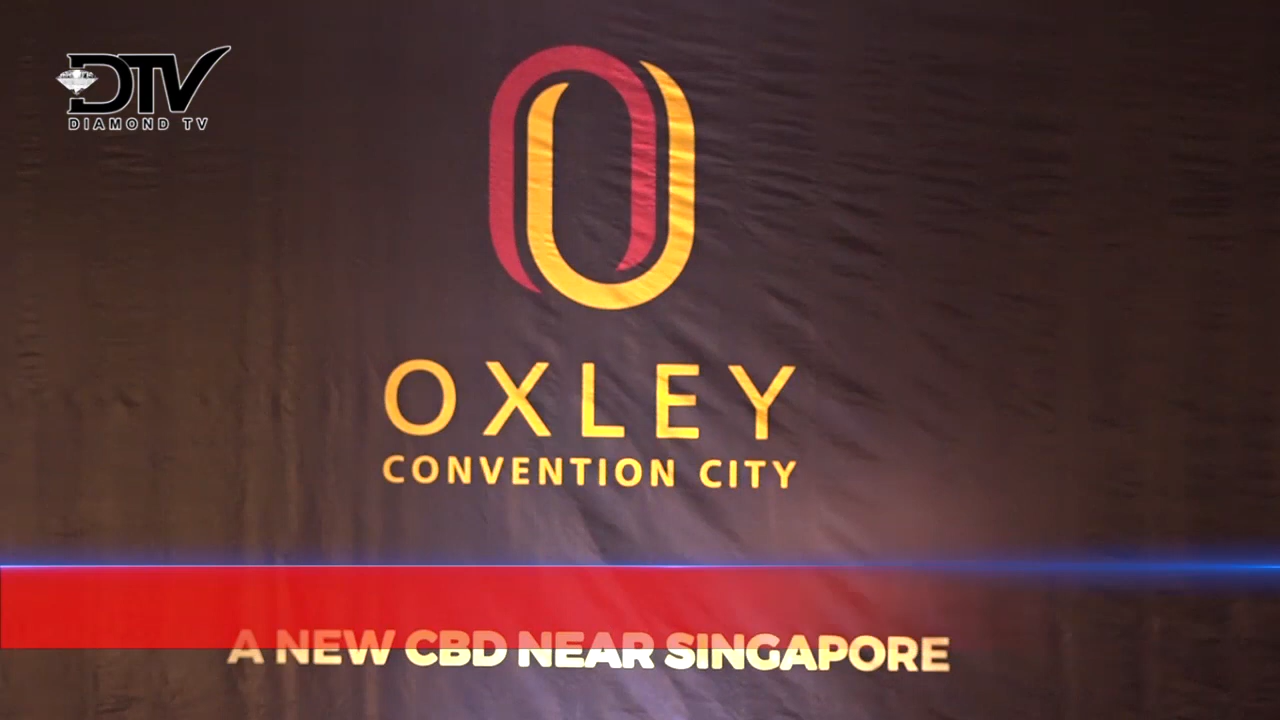 DTV
DIAMOND TV
OXLEY
CONVENTION CITY
A NEW CBD NEAR SINGAPORE